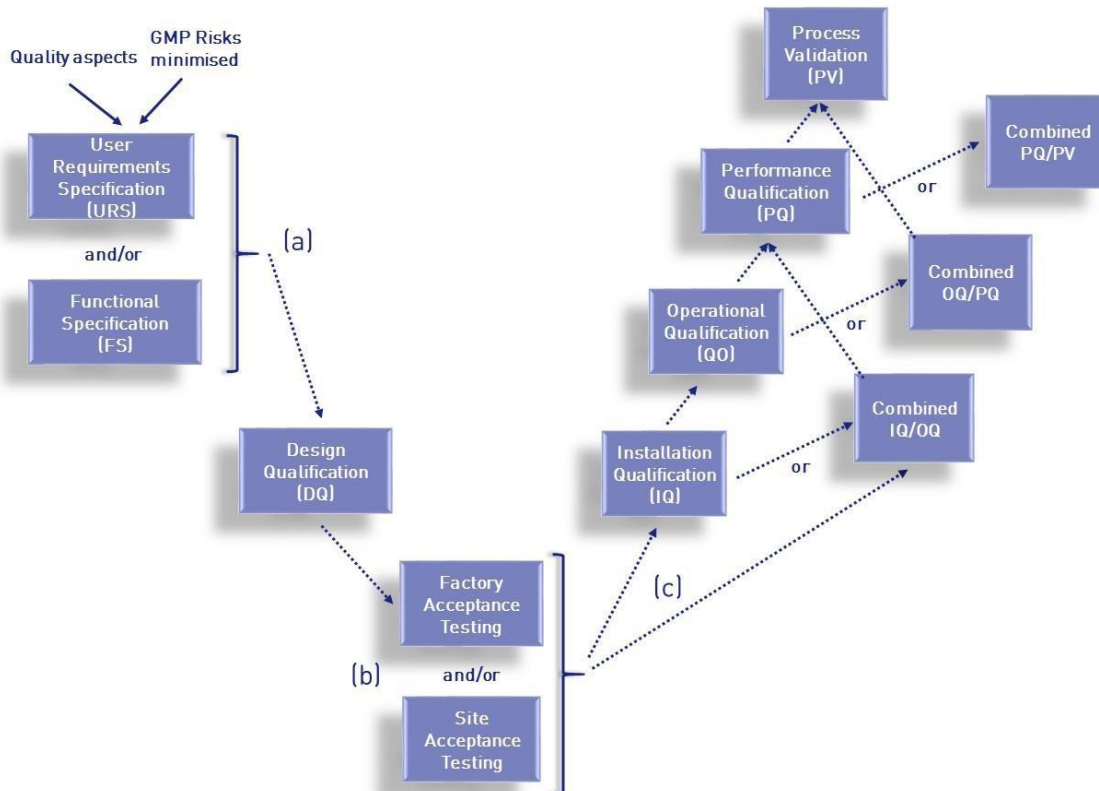 Quality aspects
GMP Risks
minimised
User
Requirements
Specification
(URS)
and/or
Functional
Specification
(FS)
(a)
Design
Qualification
(DQ)
Factory
Acceptance
Testing
(b)
and/or
Site
Acceptance
Testing
(c)
Installation
Qualification
(IQ)
or
Combined
IQ/OQ
Operational
Qualification
(QO)
or
Combined
OQ/PQ
Performance
Qualification
(PQ)
or
Combined
PQ/PV
Process
Validation
(PV)